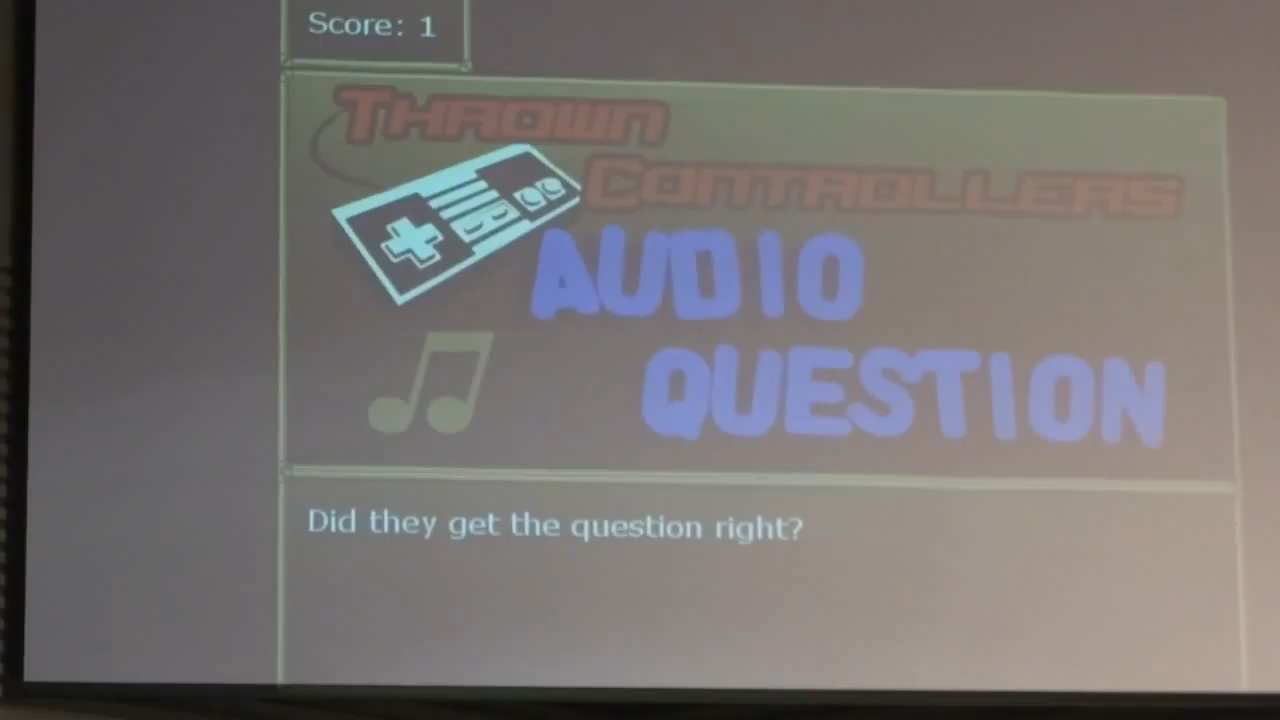 Score: 1
THROWN
CONTROLLERS
AUDIO
QUESTION
Did they get the question right?